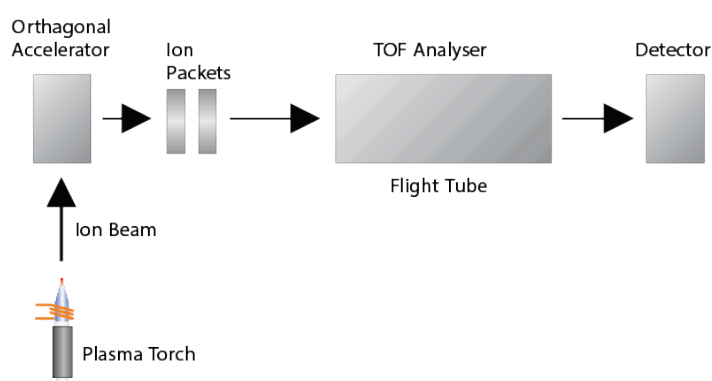 Orthagonal
Accelerator
Ion
Packets
TOF Analyser
Detector
Flight Tube
Ion Beam
Plasma Torch